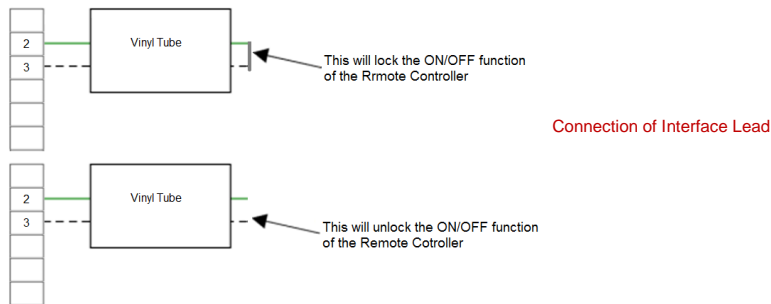 2
3
Vinyl Tube
This will lock the ON/OFF function
of the Rrmote Controller
Connection of Interface Lead
2
3
Vinyl Tube
This will unlock the ON/OFF function
of the Remote Cotroller